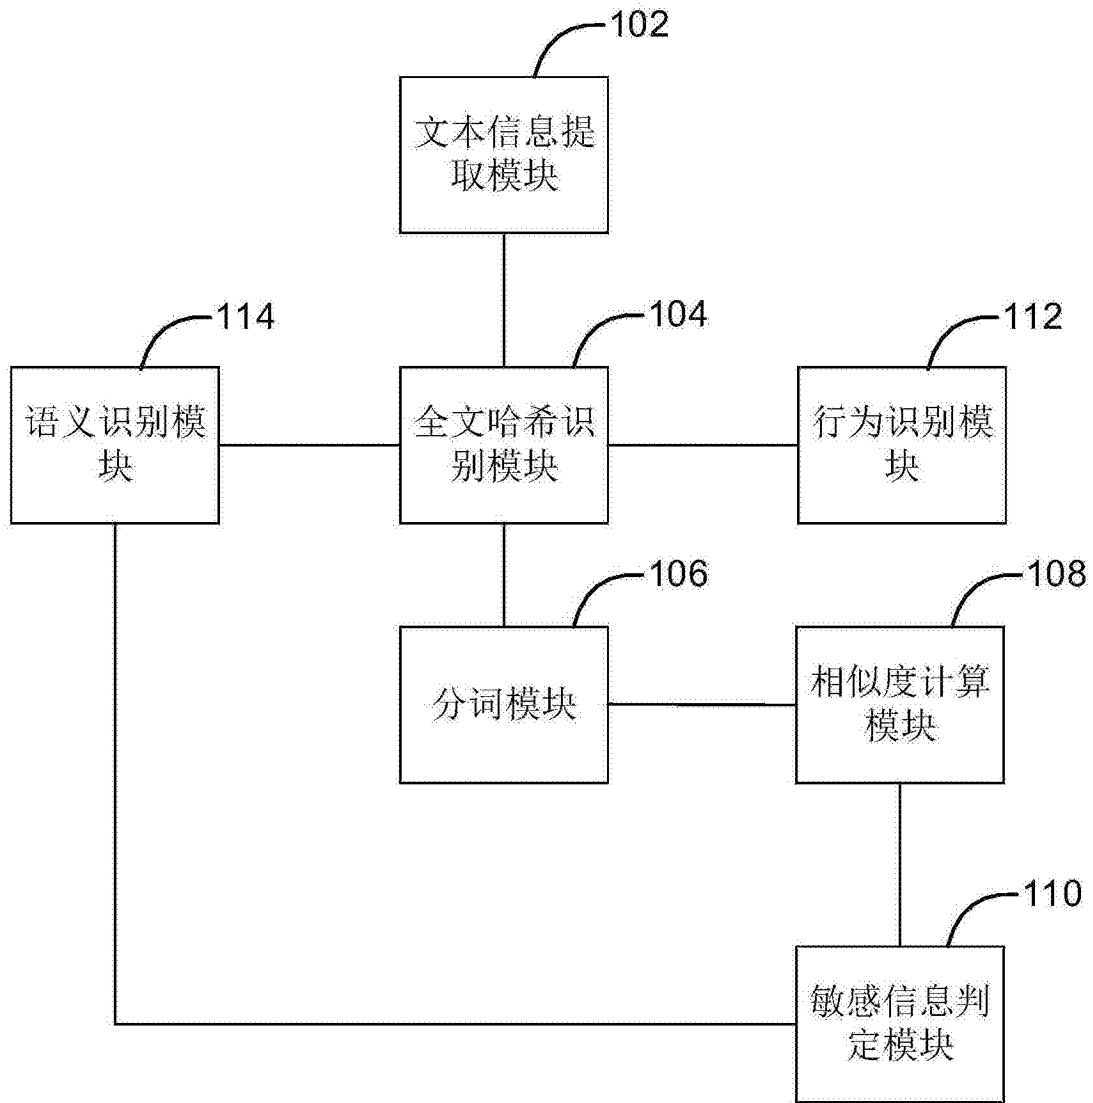 102
文本信息提
取模块
114
104
112
语义识别模
块
全文哈希识
别模块
行为识别模
块
106
108
分词模块
相似度计算
模块
110
敏感信息判
定模块